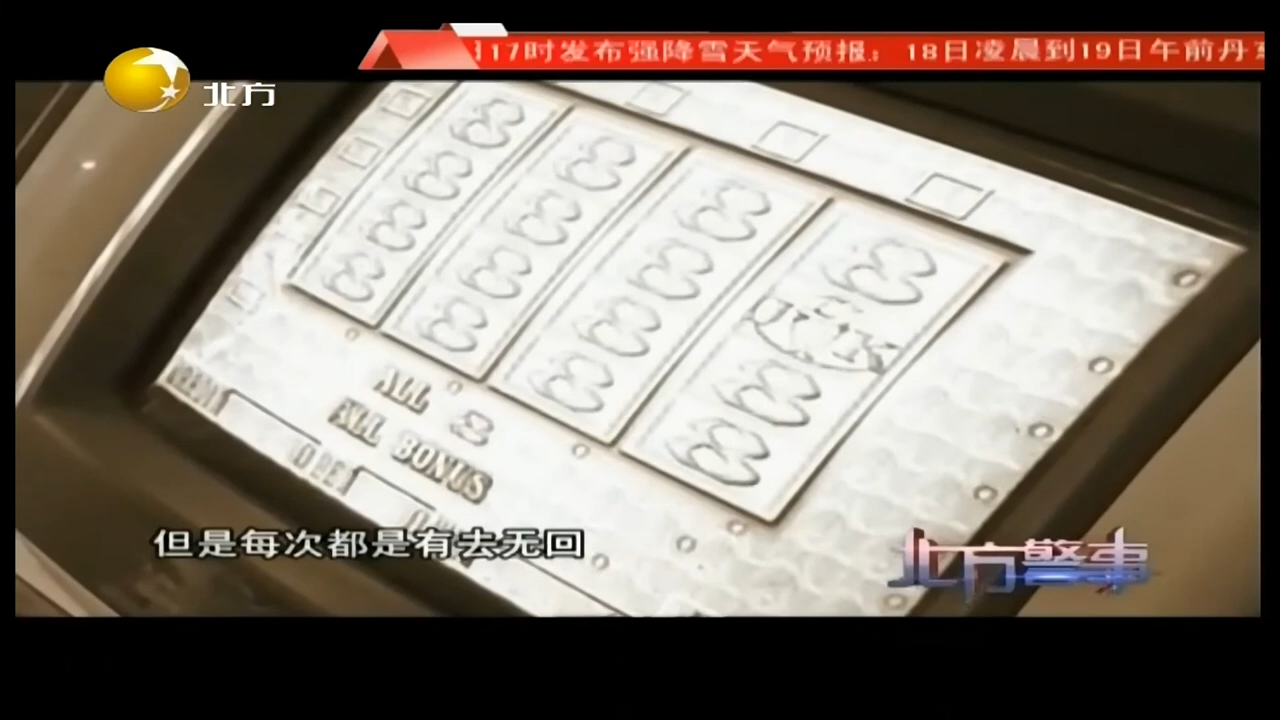 17时发布强降雪天气预报：18日凌晨到19日午前丹
北方
ALL 8
ALL BONUS
CREDIT
BET
但是每次都是有去无回
北方警事